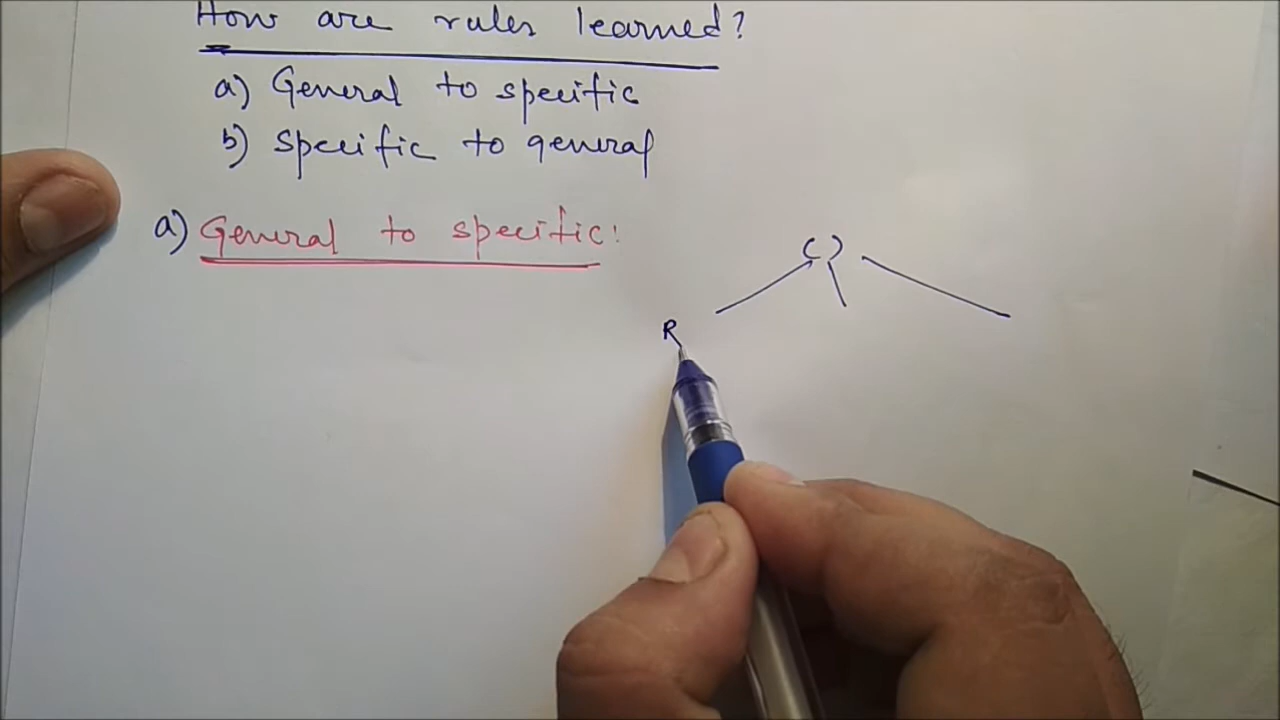 How are rules learned?
a) General to specific
b) Specific to general
a) General to specific:
( )
R